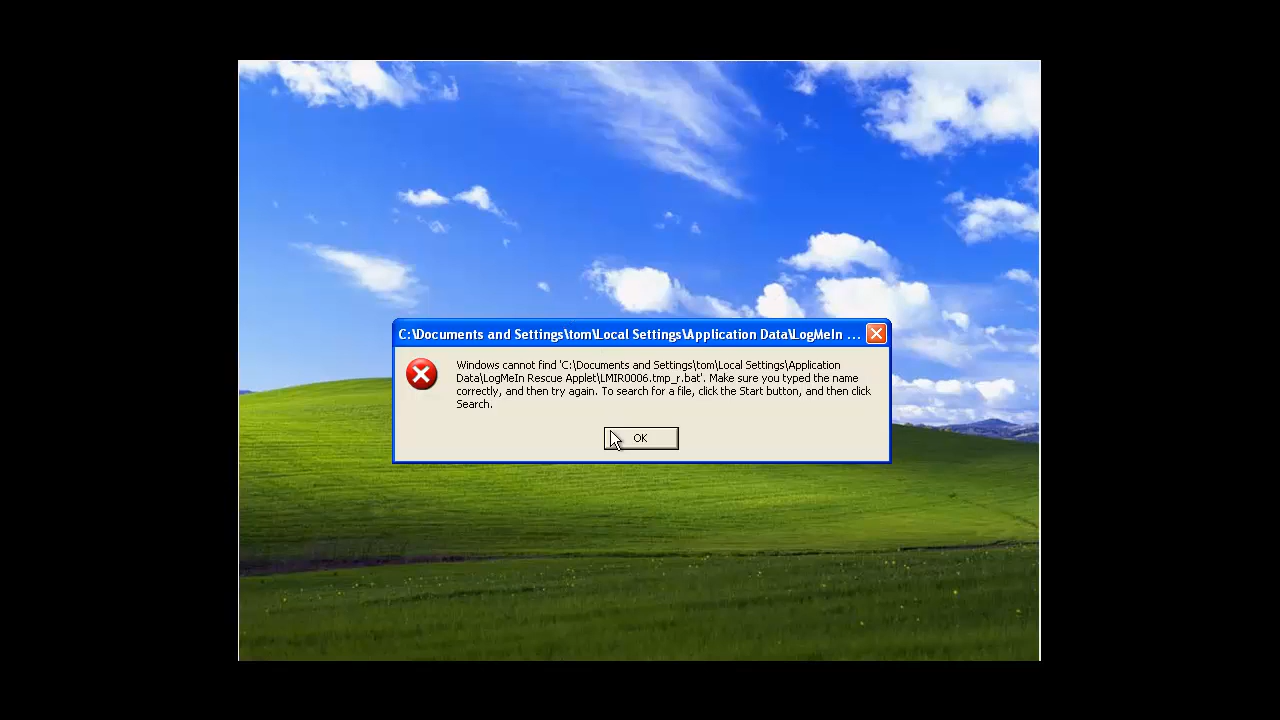 C:\Documents and Settings\tom\Local Settings\Application Data\LogMeIn ...
Windows cannot find 'C:\Documents and Settings\tom\Local Settings\Application
Data\LogMeIn Rescue Applet\LMIR0006.tmp_r.bat'. Make sure you typed the name
correctly, and then try again. To search for a file, click the Start button, and then click
Search.
OK